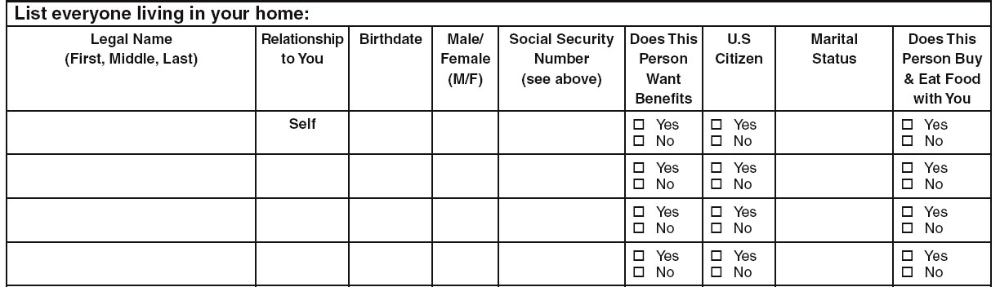 List everyone living in your home:
Legal Name
(First, Middle, Last)
Relationship
to You
Birthdate
Male/
Female
(M/F)
Social Security
Number
(see above)
Does This
Person
Want
Benefits
U.S
Citizen
Marital
Status
Does This
Person Buy
& Eat Food
with You
Self
☐ Yes ☐ Yes ☐ Yes
☐ No ☐ No ☐ No
☐ Yes ☐ Yes ☐ Yes
☐ No ☐ No ☐ No
☐ Yes ☐ Yes ☐ Yes
☐ No ☐ No ☐ No
☐ Yes ☐ Yes ☐ Yes
☐ No ☐ No ☐ No